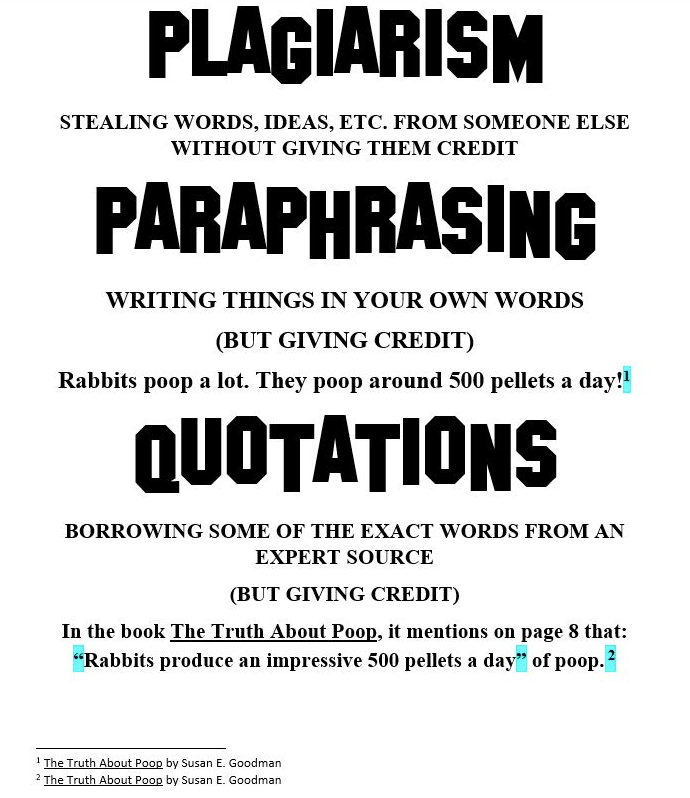 PLAGIARISM
STEALING WORDS, IDEAS, ETC. FROM SOMEONE ELSE
WITHOUT GIVING THEM CREDIT
PARAPHRASING
WRITING THINGS IN YOUR OWN WORDS
(BUT GIVING CREDIT)
Rabbits poop a lot. They poop around 500 pellets a day!¹
QUOTATIONS
BORROWING SOME OF THE EXACT WORDS FROM AN
EXPERT SOURCE
(BUT GIVING CREDIT)
In the book The Truth About Poop, it mentions on page 8 that:
“Rabbits produce an impressive 500 pellets a day” of poop.²
¹ The Truth About Poop by Susan E. Goodman
² The Truth About Poop by Susan E. Goodman